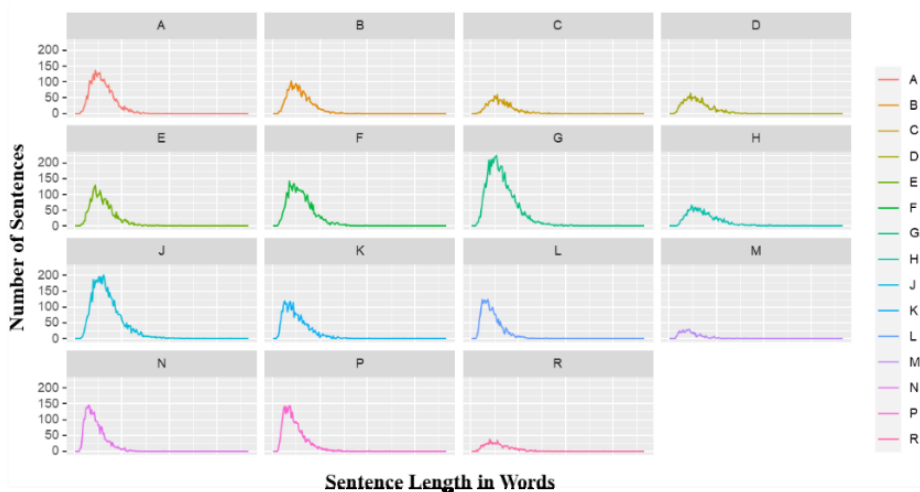 A B C D
200
150
100
50
0
E F G H
200
150
100
50
0
J K L M
200
150
100
50
0
N P R
200
150
100
50
0
Number of Sentences
Sentence Length in Words
A
B
C
D
E
F
G
H
J
K
L
M
N
P
R